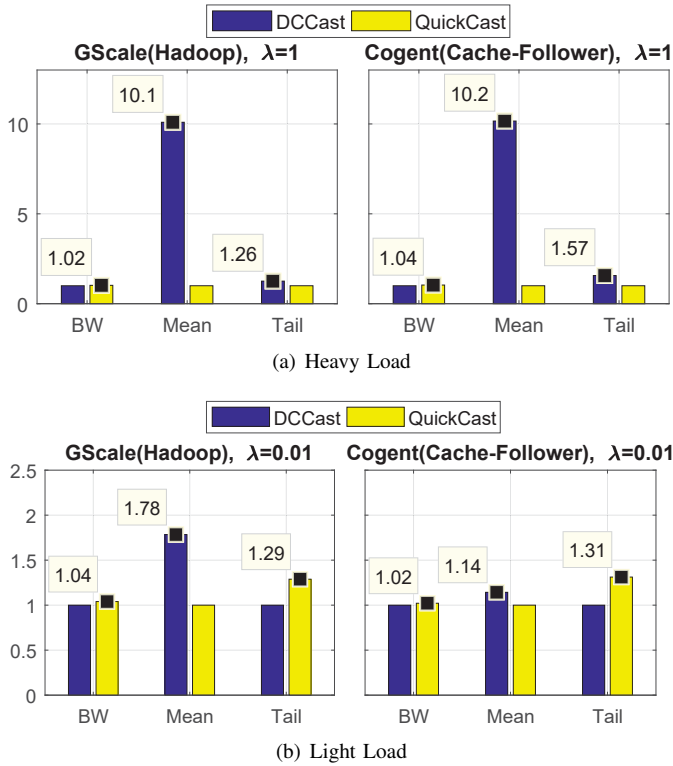 DCCast QuickCast
GScale(Hadoop), λ=1 Cogent(Cache-Follower), λ=1
10
5
0
10.1
1.02
1.26
BW Mean Tail
10.2
1.04
1.57
BW Mean Tail
(a) Heavy Load
DCCast QuickCast
GScale(Hadoop), λ=0.01 Cogent(Cache-Follower), λ=0.01
2.5
2
1.5
1
0.5
0
1.78
1.04
1.29
BW Mean Tail
1.02
1.14
1.31
BW Mean Tail
(b) Light Load